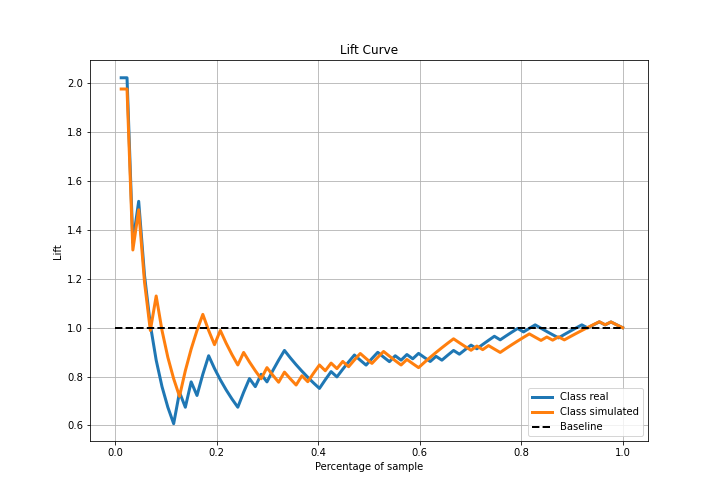 Lift Curve
2.0
1.8
1.6
1.4
1.2
1.0
0.8
0.6
Lift
0.0 0.2 0.4 0.6 0.8 1.0
Percentage of sample
Class real
Class simulated
Baseline